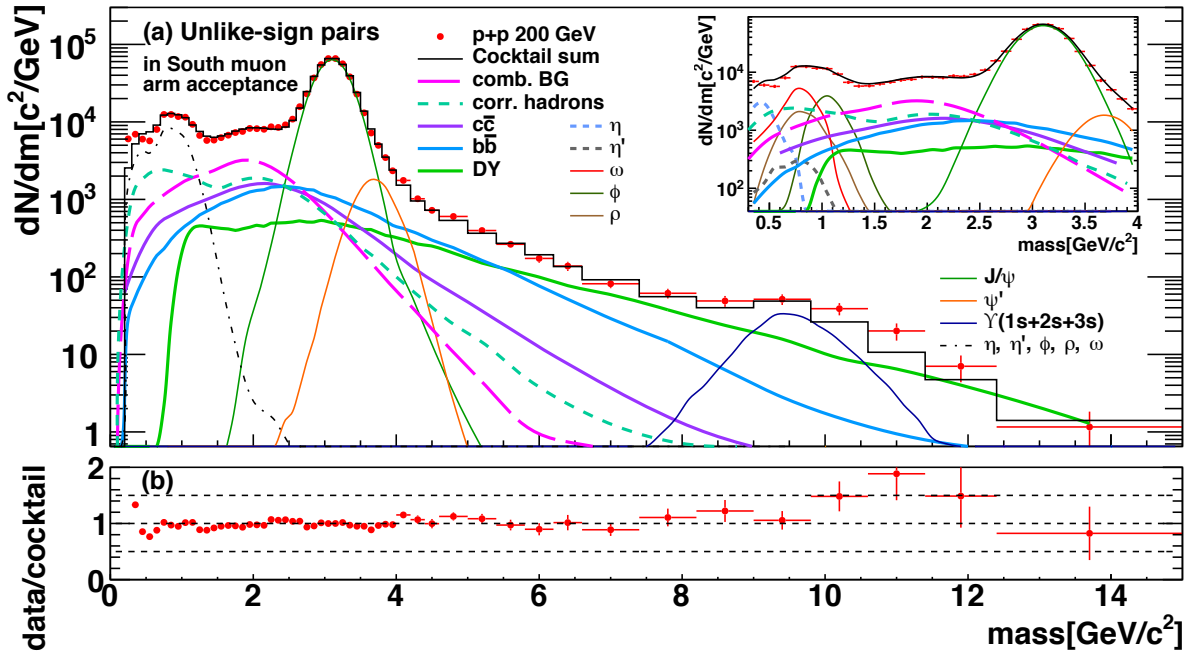 (a) Unlike-sign pairs
in South muon
arm acceptance
p+p 200 GeV
Cocktail sum
comb. BG
corr. hadrons
cc̄
bb̄
DY
η
η'
ω
ϕ
ρ
dN/dm[c²/GeV]
10⁵
10⁴
10³
10²
10
1
dN/dm[c²/GeV]
10⁴
10³
10²
0.5 1 1.5 2 2.5 3 3.5 4
mass[GeV/c²]
J/ψ
ψ'
ϒ(1s+2s+3s)
η, η', ϕ, ρ, ω
(b)
data/cocktail
2
1
0
0 2 4 6 8 10 12 14
mass[GeV/c²]